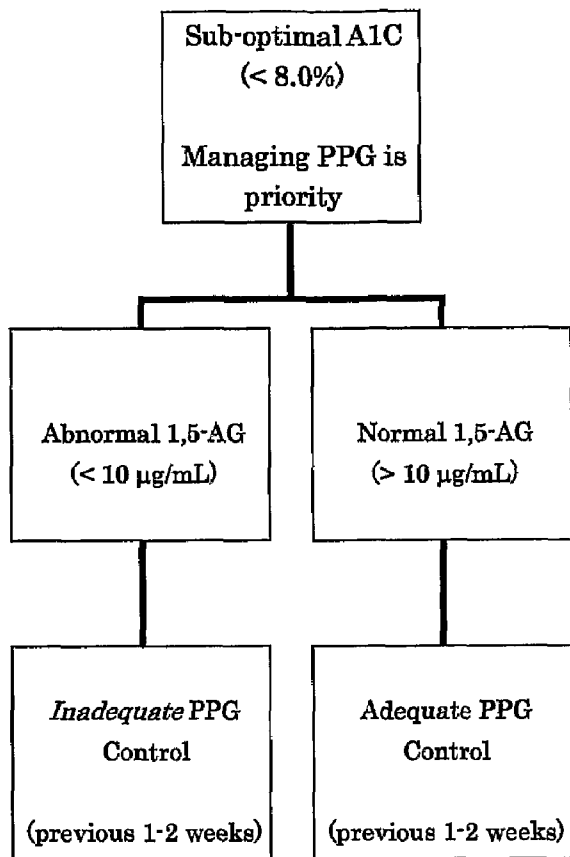 Sub-optimal A1C
(< 8.0%)
Managing PPG is
priority
Abnormal 1,5-AG
(< 10 µg/mL)
Normal 1,5-AG
(> 10 µg/mL)
Inadequate PPG
Control
(previous 1-2 weeks)
Adequate PPG
Control
(previous 1-2 weeks)